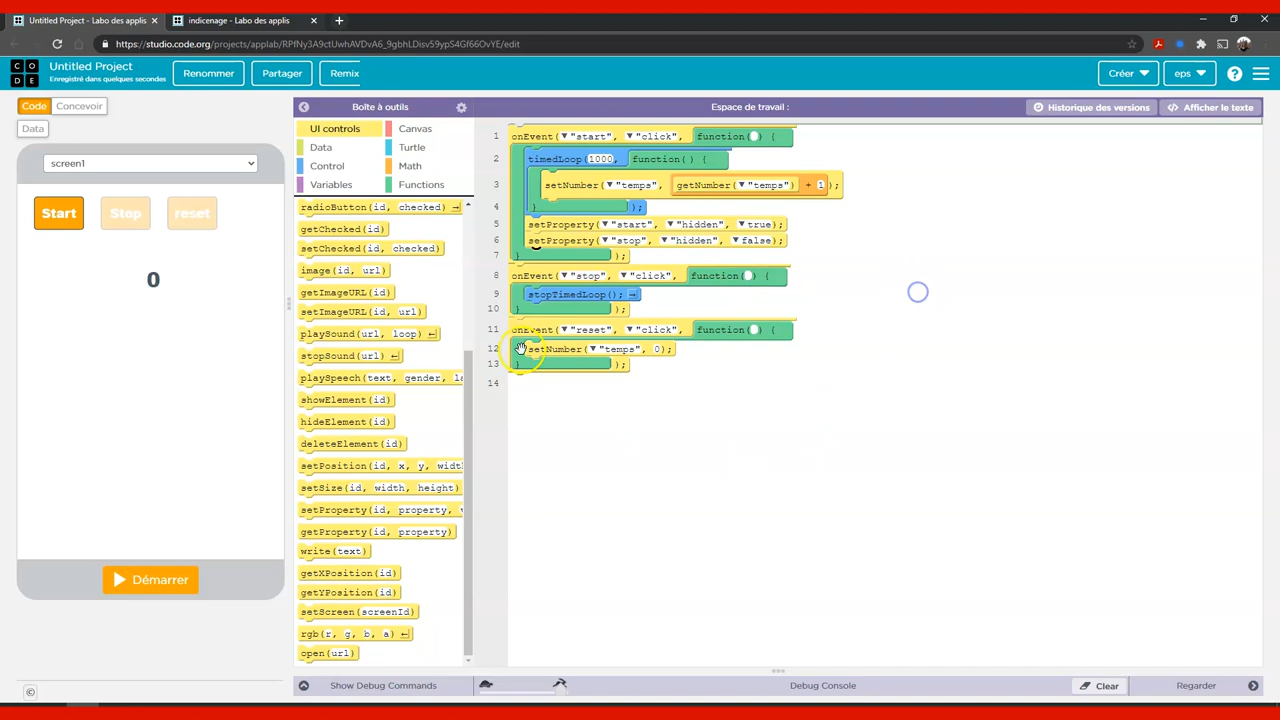 Untitled Project - Labo des applis
indicenage - Labo des applis
https://studio.code.org/projects/applab/RPfNy3A9ctUwhAVDvA6_9gbhLDisv59ypS4Gf66OvYE/edit
CODE
Untitled Project
Enregistré dans quelques secondes
Renommer
Partager
Remix
Créer
eps
Code
Concevoir
Data
Boîte à outils
Espace de travail :
Historique des versions
Afficher le texte
screen1
Start
Stop
reset
0
Démarrer
UI controls
Canvas
Data
Turtle
Control
Math
Variables
Functions
radioButton(id, checked)
getChecked(id)
setChecked(id, checked)
image(id, url)
getImageURL(id)
setImageURL(id, url)
playSound(url, loop)
stopSound(url)
playSpeech(text, gender, la
showElement(id)
hideElement(id)
deleteElement(id)
setPosition(id, x, y, widt
setSize(id, width, height)
setProperty(id, property, v
getProperty(id, property)
write(text)
getXPosition(id)
getYPosition(id)
setScreen(screenId)
rgb(r, g, b, a)
open(url)
1 onEvent("start", "click", function( ) {
2 timedLoop(1000, function( ) {
3 setNumber("temps", getNumber("temps") + 1);
4 });
5 setProperty("start", "hidden", true);
6 setProperty("stop", "hidden", false);
7 });
8 onEvent("stop", "click", function( ) {
9 stopTimedLoop();
10 });
11 onEvent("reset", "click", function( ) {
12 setNumber("temps", 0);
13 });
14
©
Show Debug Commands
Debug Console
Clear
Regarder